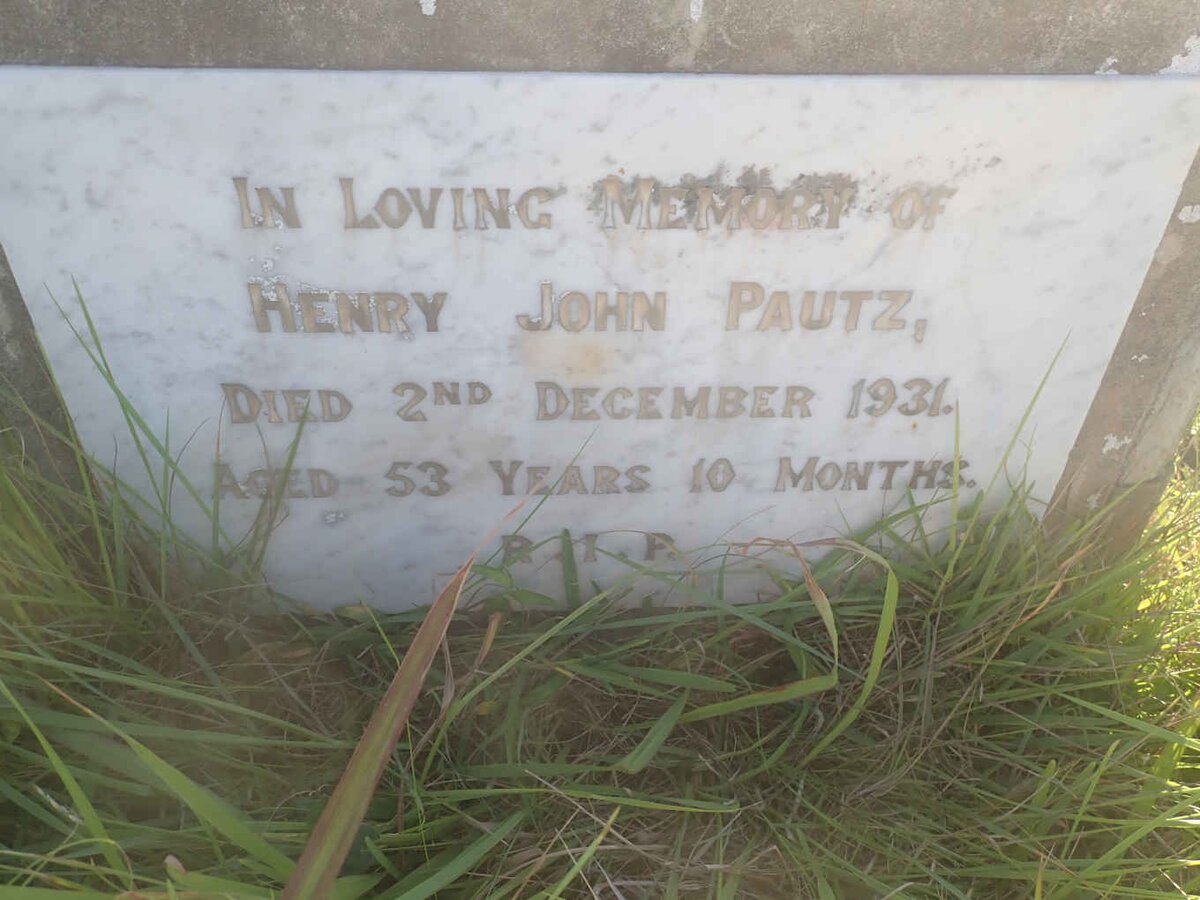 In Loving Memory of
Henry John Pautz,
Died 2nd December 1931.
Aged 53 Years 10 Months.
R.I.P.